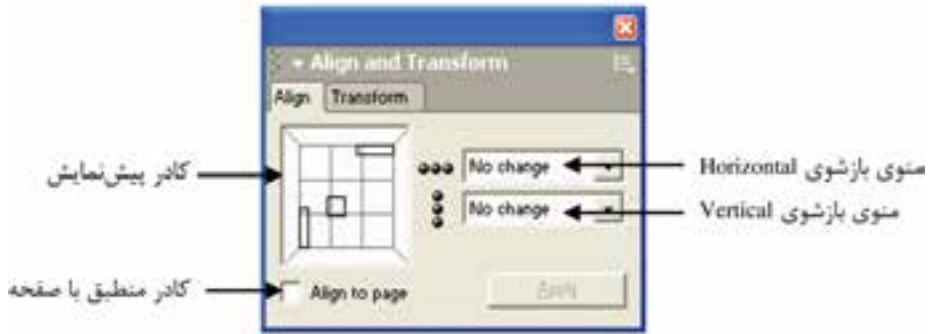 Align and Transform
Align Transform
کادر پیش‌نمایش
No change
منوی بازشوی Horizontal
No change
منوی بازشوی Vertical
کادر منطبق با صفحه
Align to page
Apply